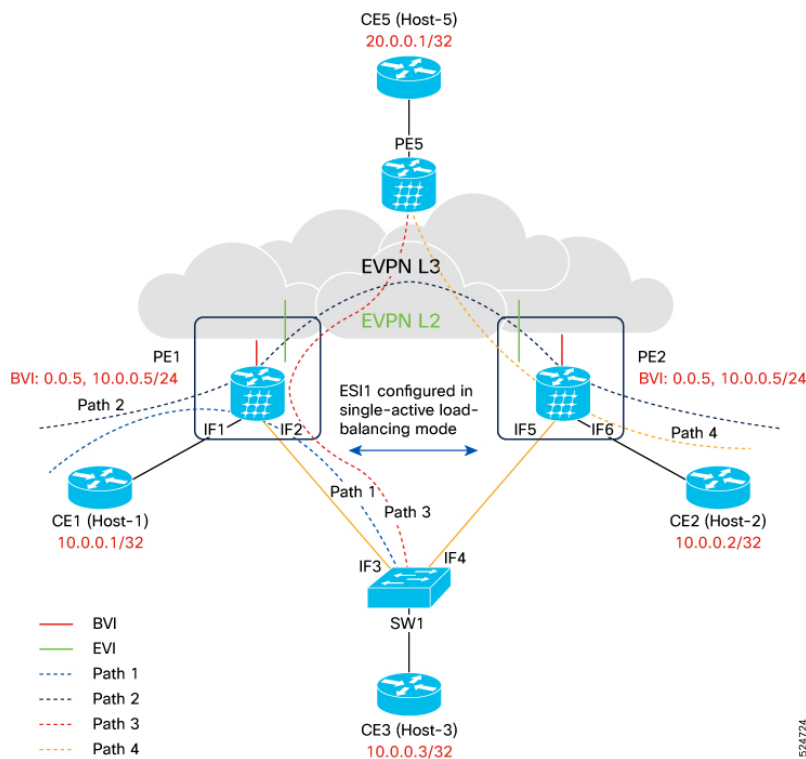 CE5 (Host-5)
20.0.0.1/32
PE5
EVPN L3
EVPN L2
PE1
BVI: 0.0.5, 10.0.0.5/24
PE2
BVI: 0.0.5, 10.0.0.5/24
ESI1 configured in
single-active load-
balancing mode
Path 2
IF1
IF2
IF5
IF6
Path 4
Path 1
Path 3
CE1 (Host-1)
10.0.0.1/32
CE2 (Host-2)
10.0.0.2/32
IF3
IF4
SW1
CE3 (Host-3)
10.0.0.3/32
BVI
EVI
Path 1
Path 2
Path 3
Path 4
524724